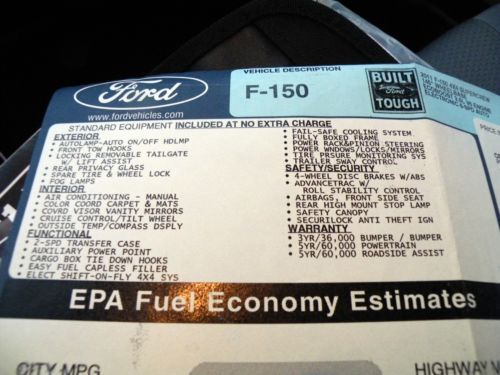 Ford
www.fordvehicles.com
VEHICLE DESCRIPTION
F-150
BUILT
Ford
TOUGH
2011 F-150 4X4 SUPERCREW
145" WHEELBASE
STANDARD EQUIPMENT INCLUDED AT NO EXTRA CHARGE
EXTERIOR
• AUTOLAMP-AUTO ON/OFF HDLMP
• FRONT TOW HOOKS
• LOCKING REMOVABLE TAILGATE
W/ LIFT ASSIST
• REAR PRIVACY GLASS
• SPARE TIRE & WHEEL LOCK
• FOG LAMPS
INTERIOR
• AIR CONDITIONING - MANUAL
• COLOR COORD CARPET & MATS
• COVRD VISOR VANITY MIRRORS
• CRUISE CONTROL/TILT WHEEL
• OUTSIDE TEMP/COMPASS DSPLY
FUNCTIONAL
• 2-SPD TRANSFER CASE
• AUXILIARY POWER POINT
• CARGO BOX TIE DOWN HOOKS
• EASY FUEL CAPLESS FILLER
• ELECT SHIFT-ON-FLY 4X4 SYS
• FAIL-SAFE COOLING SYSTEM
• FULLY BOXED FRAME
• POWER RACK&PINION STEERING
• POWER WINDOWS/LOCKS/MIRRORS
• TIRE PRSURE MONITORING SYS
• TRAILER SWAY CONTROL
SAFETY/SECURITY
• 4-WHEEL DISC BRAKES W/ABS
• ADVANCETRAC W/
ROLL STABILITY CONTROL
• AIRBAGS, FRONT SIDE SEAT
• REAR HIGH MOUNT STOP LAMP
• SAFETY CANOPY
• SECURILOCK ANTI THEFT IGN
WARRANTY
• 3YR/36,000 BUMPER / BUMPER
• 5YR/60,000 POWERTRAIN
• 5YR/60,000 ROADSIDE ASSIST
EPA Fuel Economy Estimates
CITY MPG
HIGHWAY